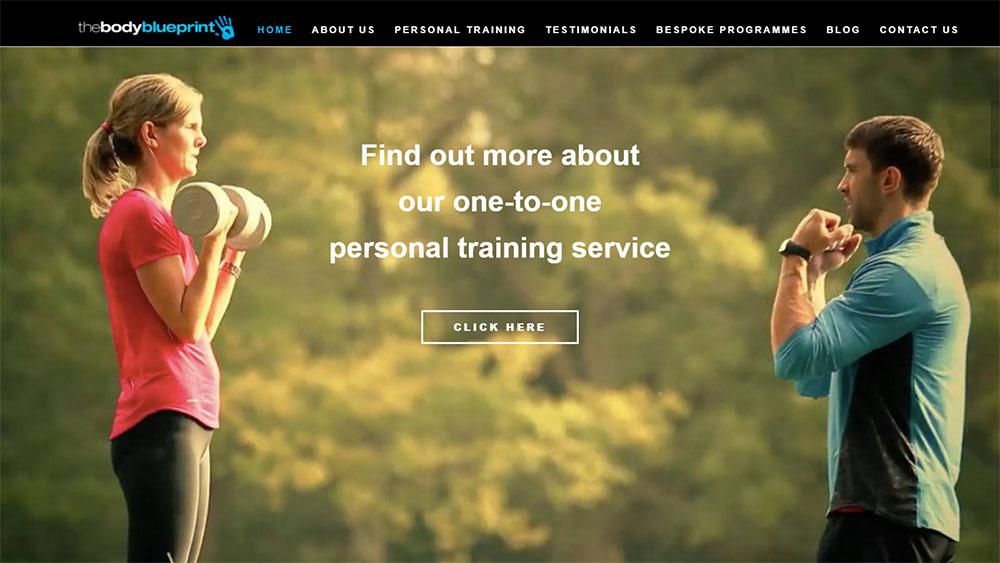 thebodyblueprint
HOME ABOUT US PERSONAL TRAINING TESTIMONIALS BESPOKE PROGRAMMES BLOG CONTACT US
Find out more about
our one-to-one
personal training service
CLICK HERE